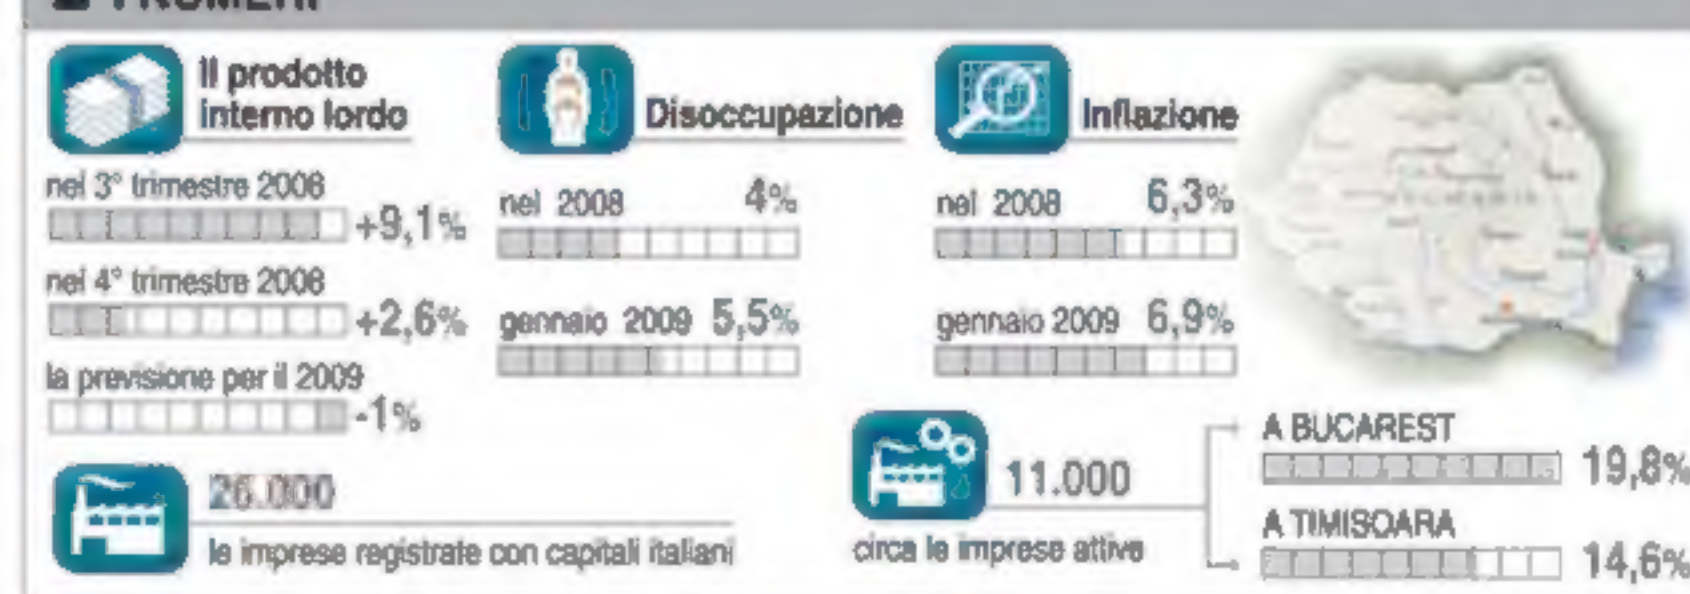 I NUMERI
Il prodotto
interno lordo
nel 3° trimestre 2008
+9,1%
nel 4° trimestre 2008
+2,6%
la previsione per il 2009
-1%
Disoccupazione
nel 2008 4%
gennaio 2009 5,5%
Inflazione
nel 2008 6,3%
gennaio 2009 6,9%
26.000
le imprese registrate con capitali italiani
11.000
circa le imprese attive
A BUCAREST
19,8%
A TIMISOARA
14,6%